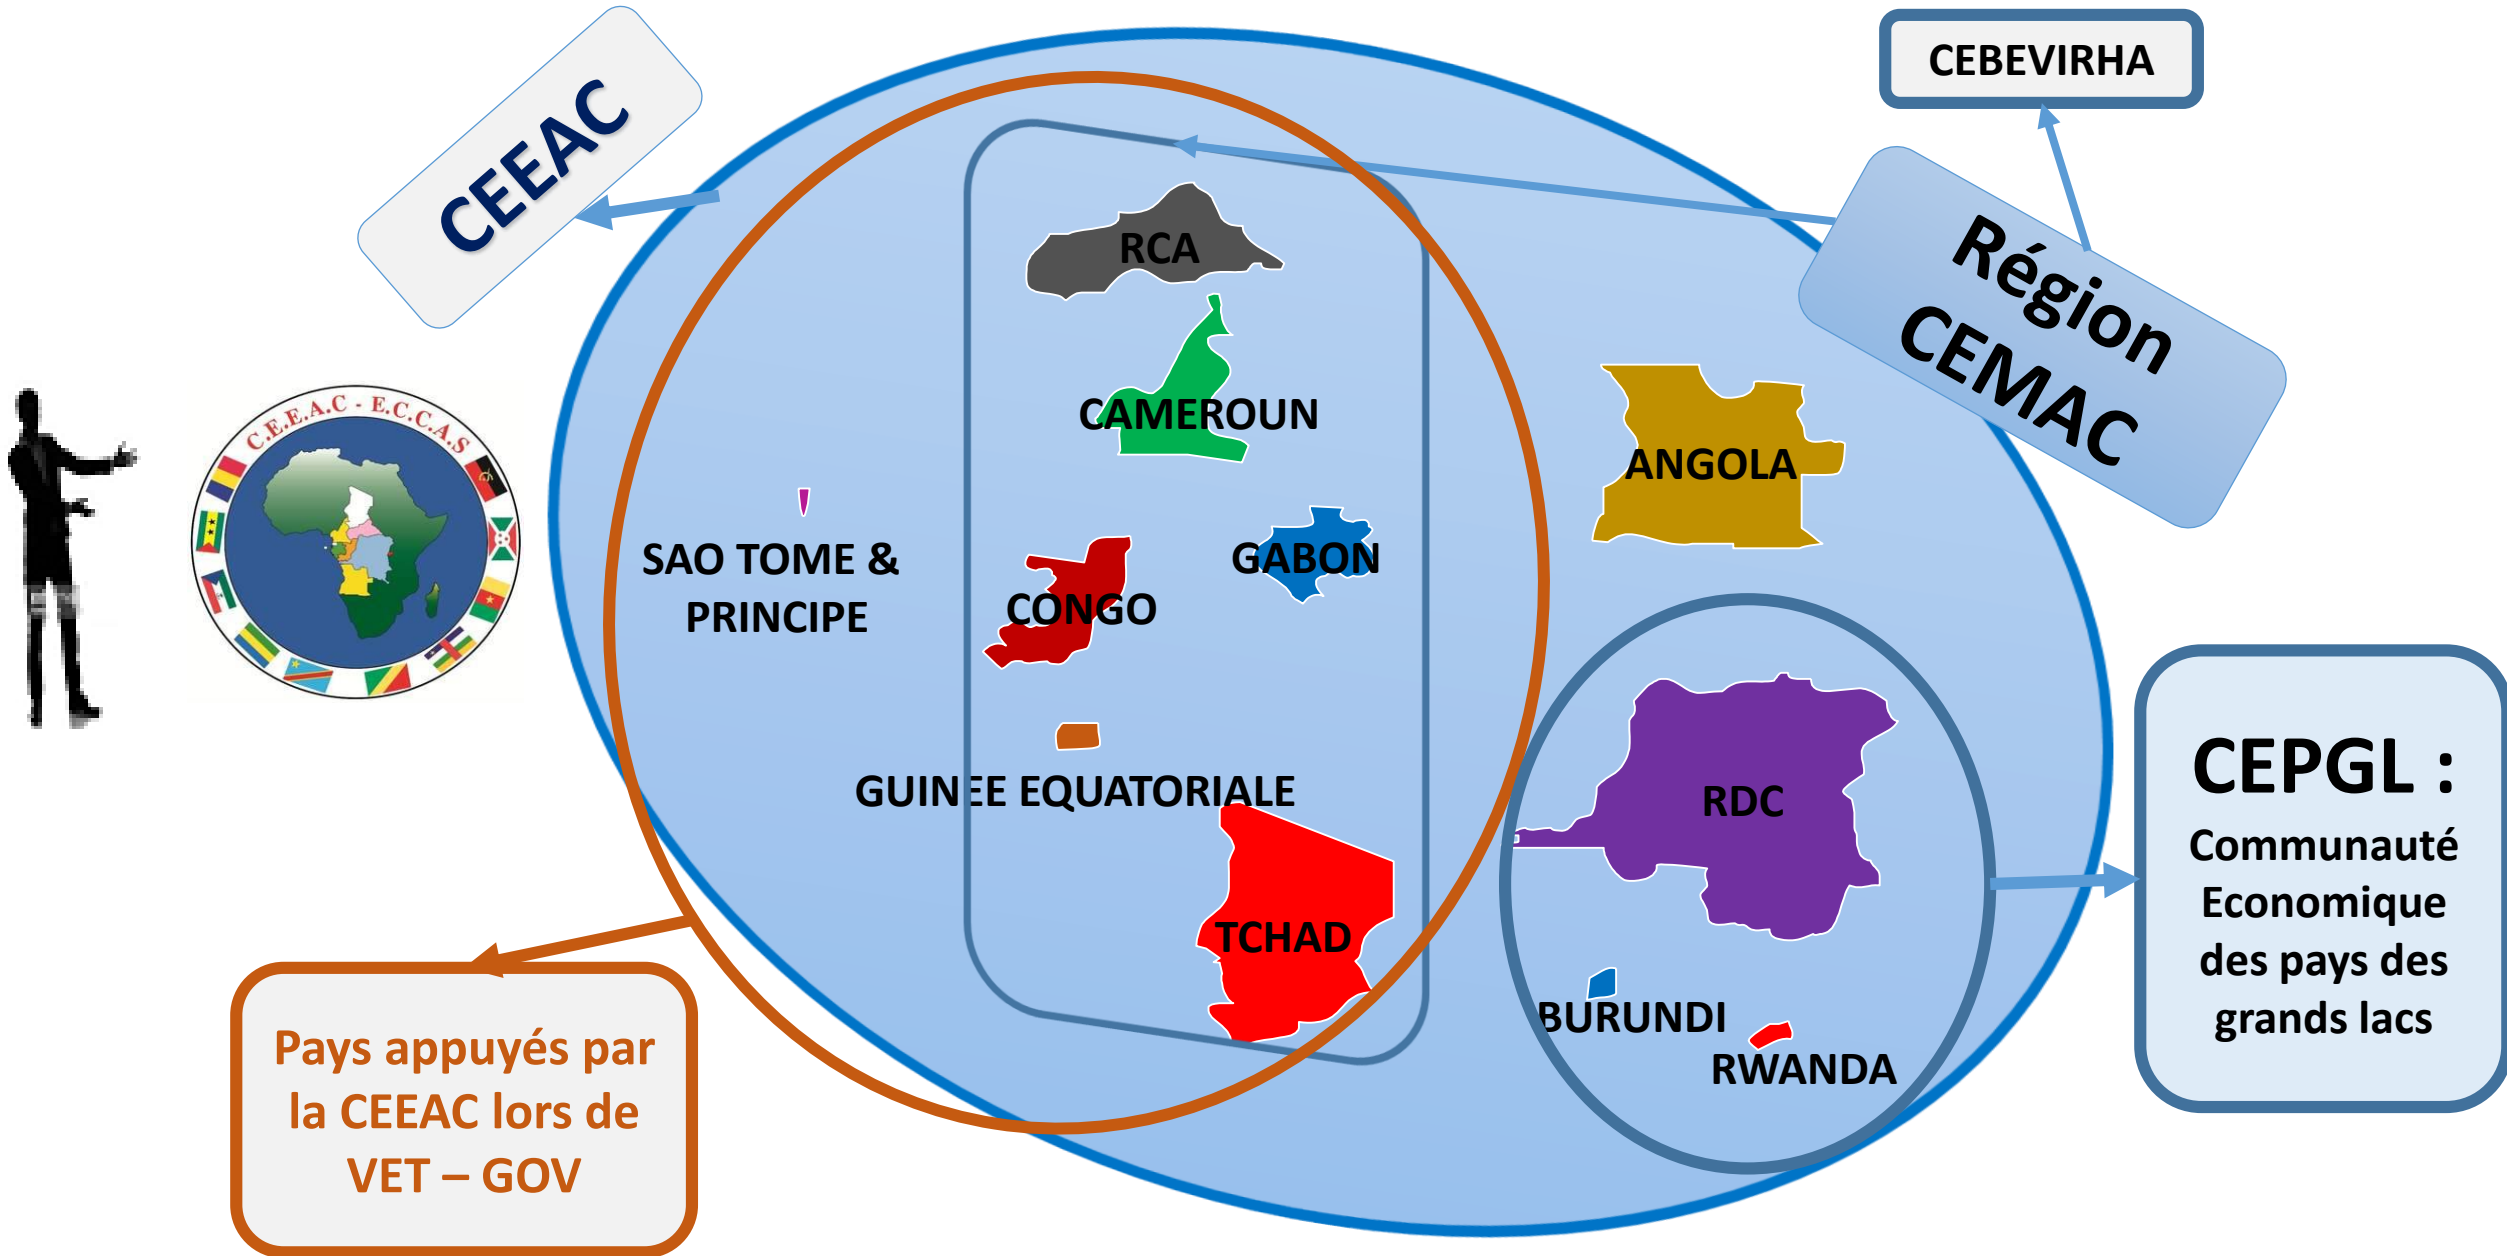 CEEAC
CEBEVIRHA
Région
CEMAC
C.E.E.A.C - E.C.C.A.S
RCA
CAMEROUN
ANGOLA
SAO TOME &
PRINCIPE
GABON
CONGO
GUINEE EQUATORIALE
TCHAD
RDC
BURUNDI
RWANDA
CEPGL :
Communauté
Economique
des pays des
grands lacs
Pays appuyés par
la CEEAC lors de
VET – GOV